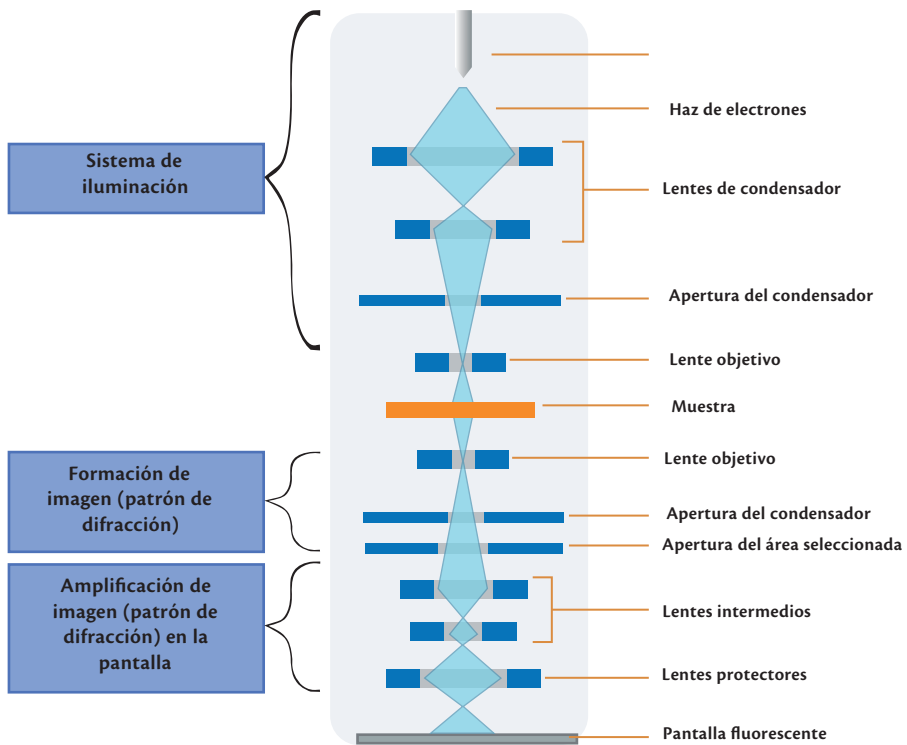 Haz de electrones
Sistema de
iluminación
Lentes de condensador
Apertura del condensador
Lente objetivo
Muestra
Lente objetivo
Formación de
imagen (patrón de
difracción)
Apertura del condensador
Apertura del área seleccionada
Amplificación de
imagen (patrón de
difracción) en la
pantalla
Lentes intermedios
Lentes protectores
Pantalla fluorescente